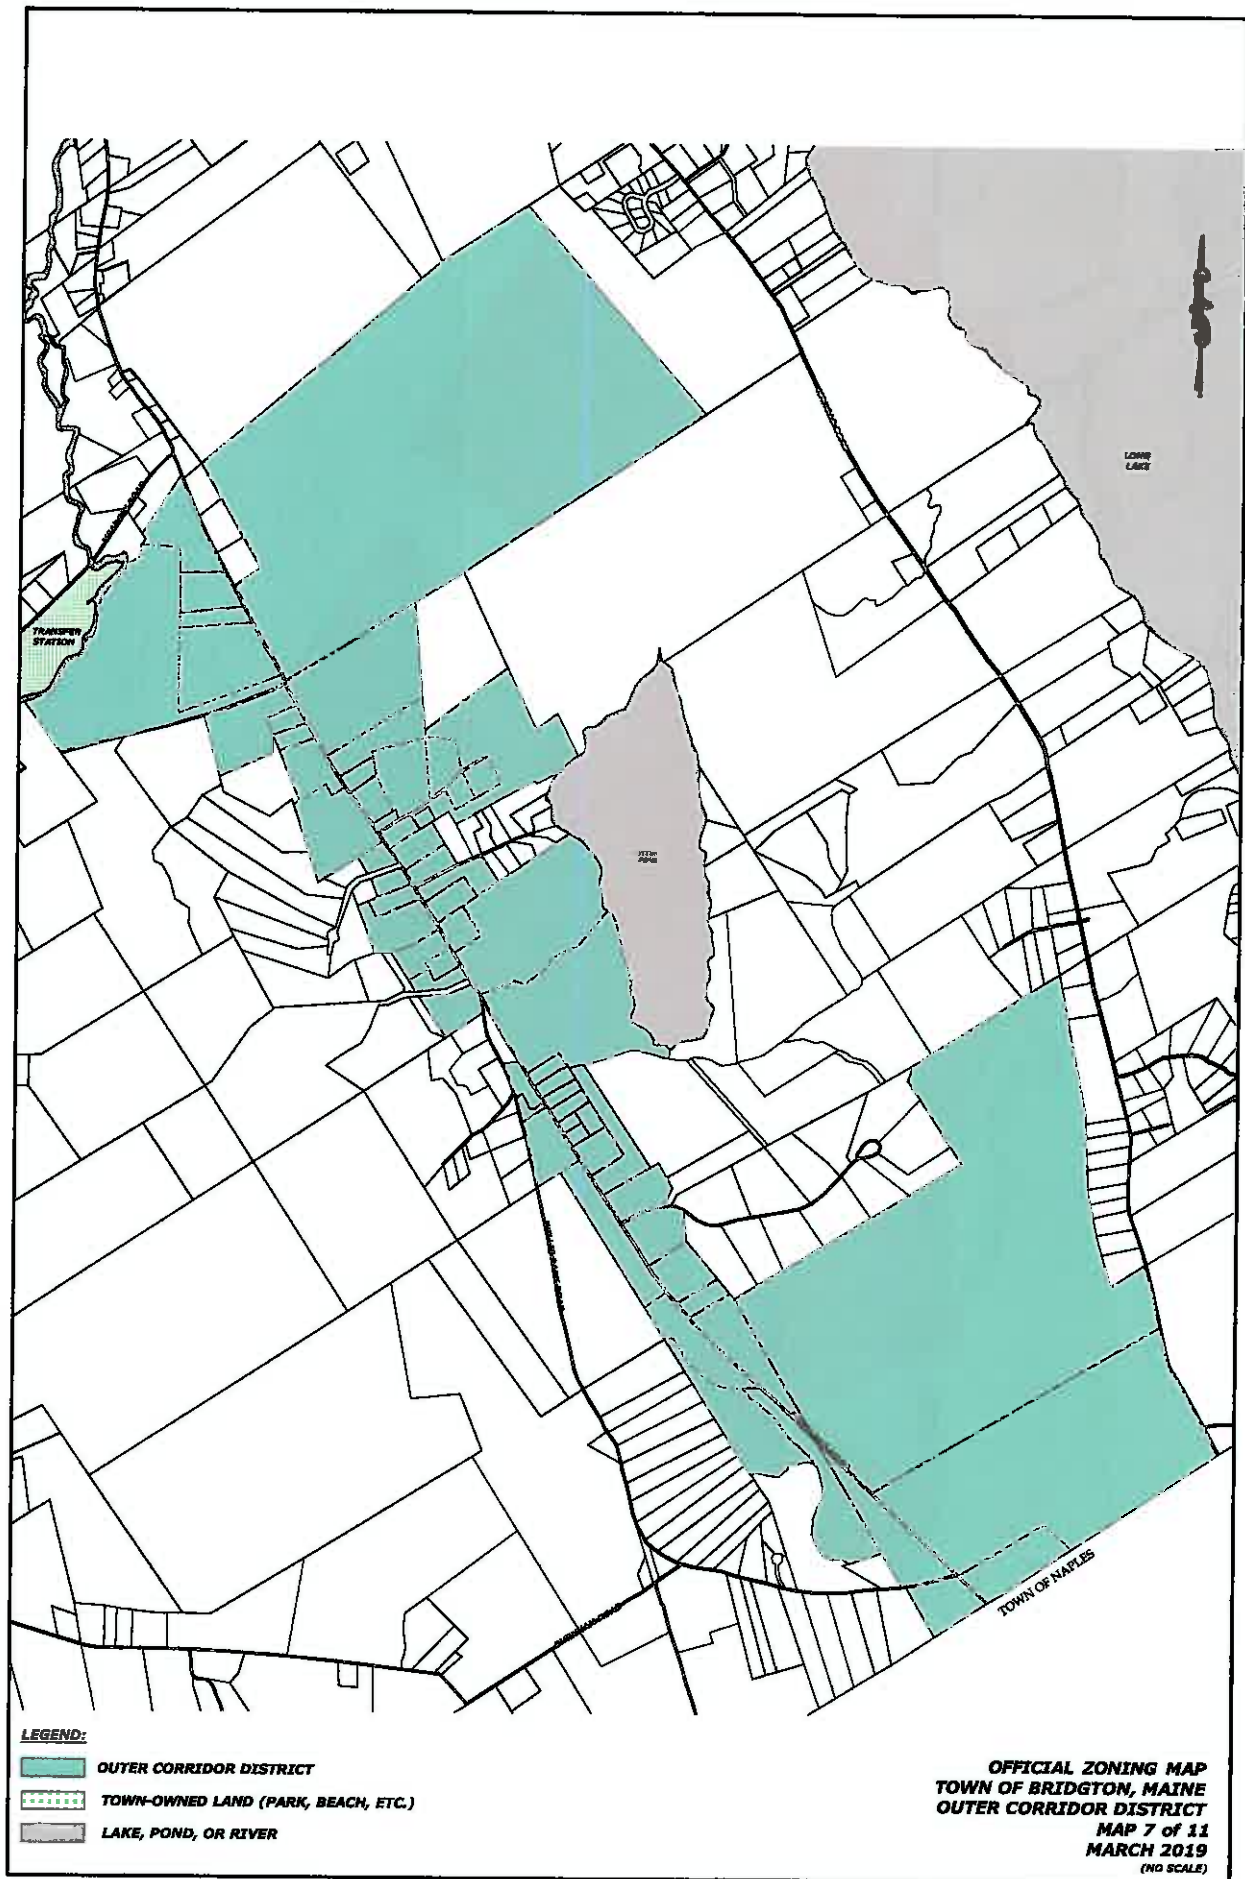 LONG
LAKE
TRANSFER
STATION
TOWN OF NAPLES
LEGEND:
OUTER CORRIDOR DISTRICT
TOWN-OWNED LAND (PARK, BEACH, ETC.)
LAKE, POND, OR RIVER
OFFICIAL ZONING MAP
TOWN OF BRIDGTON, MAINE
OUTER CORRIDOR DISTRICT
MAP 7 of 11
MARCH 2019
(NO SCALE)